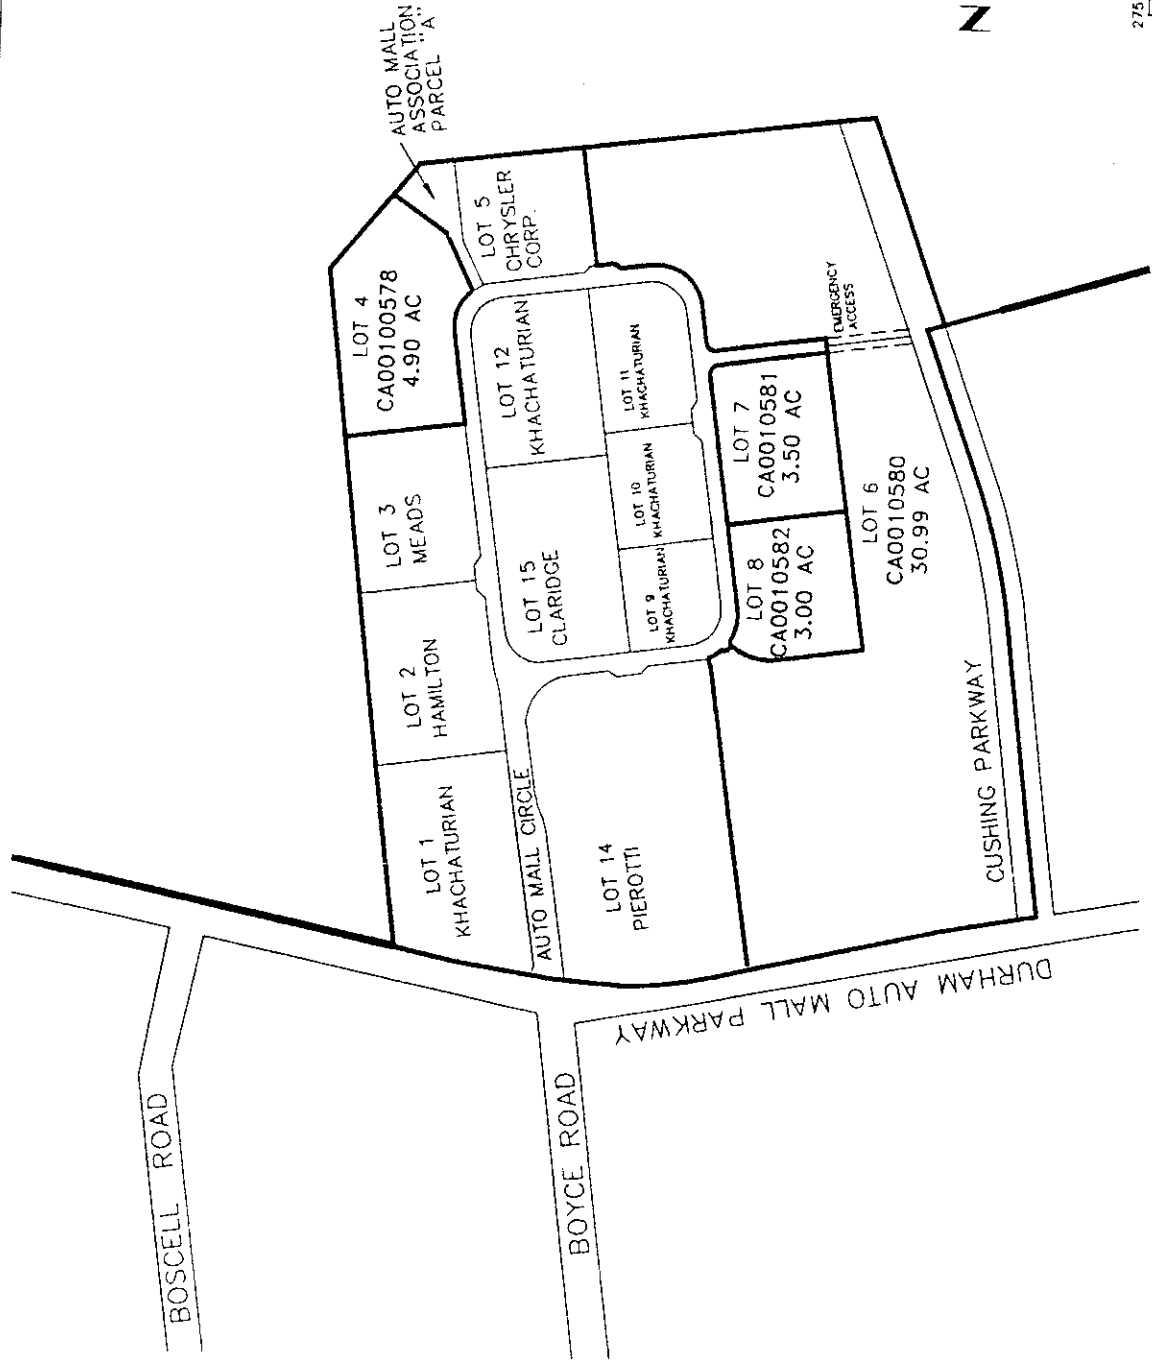 AUTO MALL
ASSOCIATION
PARCEL "A"
N
275
LOT 4
CA00100578
4.90 AC
LOT 5
CHRYSLER
CORP.
LOT 3
MEADS
LOT 12
KHACHATURIAN
LOT 11
KHACHATURIAN
EMERGENCY
ACCESS
LOT 2
HAMILTON
LOT 15
CLARIDGE
LOT 10
KHACHATURIAN
LOT 9
KHACHATURIAN
LOT 7
CA0010581
3.50 AC
LOT 8
CA0010582
3.00 AC
LOT 6
CA0010580
30.99 AC
LOT 1
KHACHATURIAN
AUTO MALL CIRCLE
LOT 14
PIEROTTI
CUSHING PARKWAY
DURHAM AUTO MALL PARKWAY
BOSCELL ROAD
BOYCE ROAD